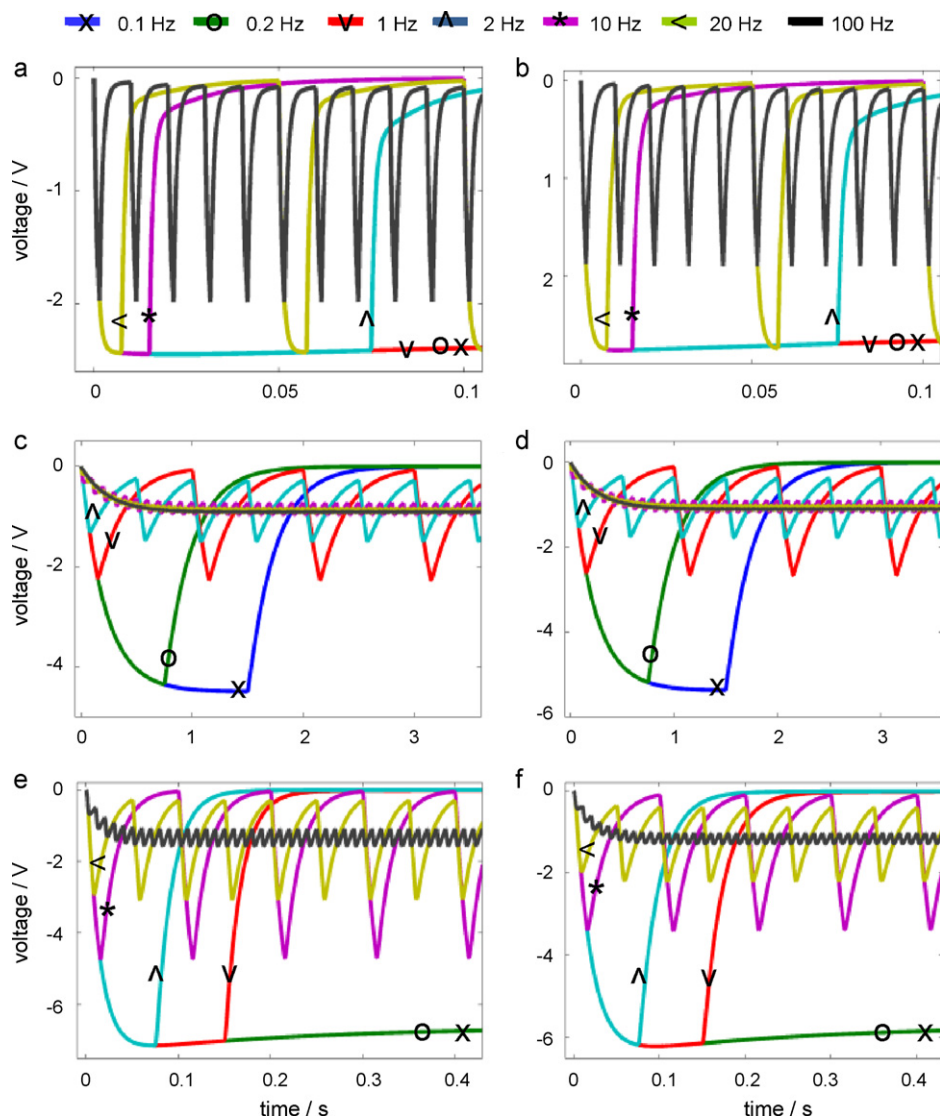 X 0.1 Hz O 0.2 Hz V 1 Hz Λ 2 Hz * 10 Hz < 20 Hz 100 Hz
a b
0 0
-1 1
-2 2
voltage / V
< * Λ V O X < * Λ V O X
0 0.05 0.1 0 0.05 0.1
c d
0 0
-2 -2
-4 -4
-6
voltage / V
Λ V O X Λ V O X
0 1 2 3 0 1 2 3
e f
0 0
-2 -2
-4 -4
-6 -6
voltage / V
< * Λ V O X < * Λ V O X
0 0.1 0.2 0.3 0.4 0 0.1 0.2 0.3 0.4
time / s time / s